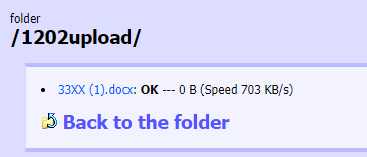 folder
/1202upload/
33XX (1).docx: OK --- 0 B (Speed 703 KB/s)
Back to the folder